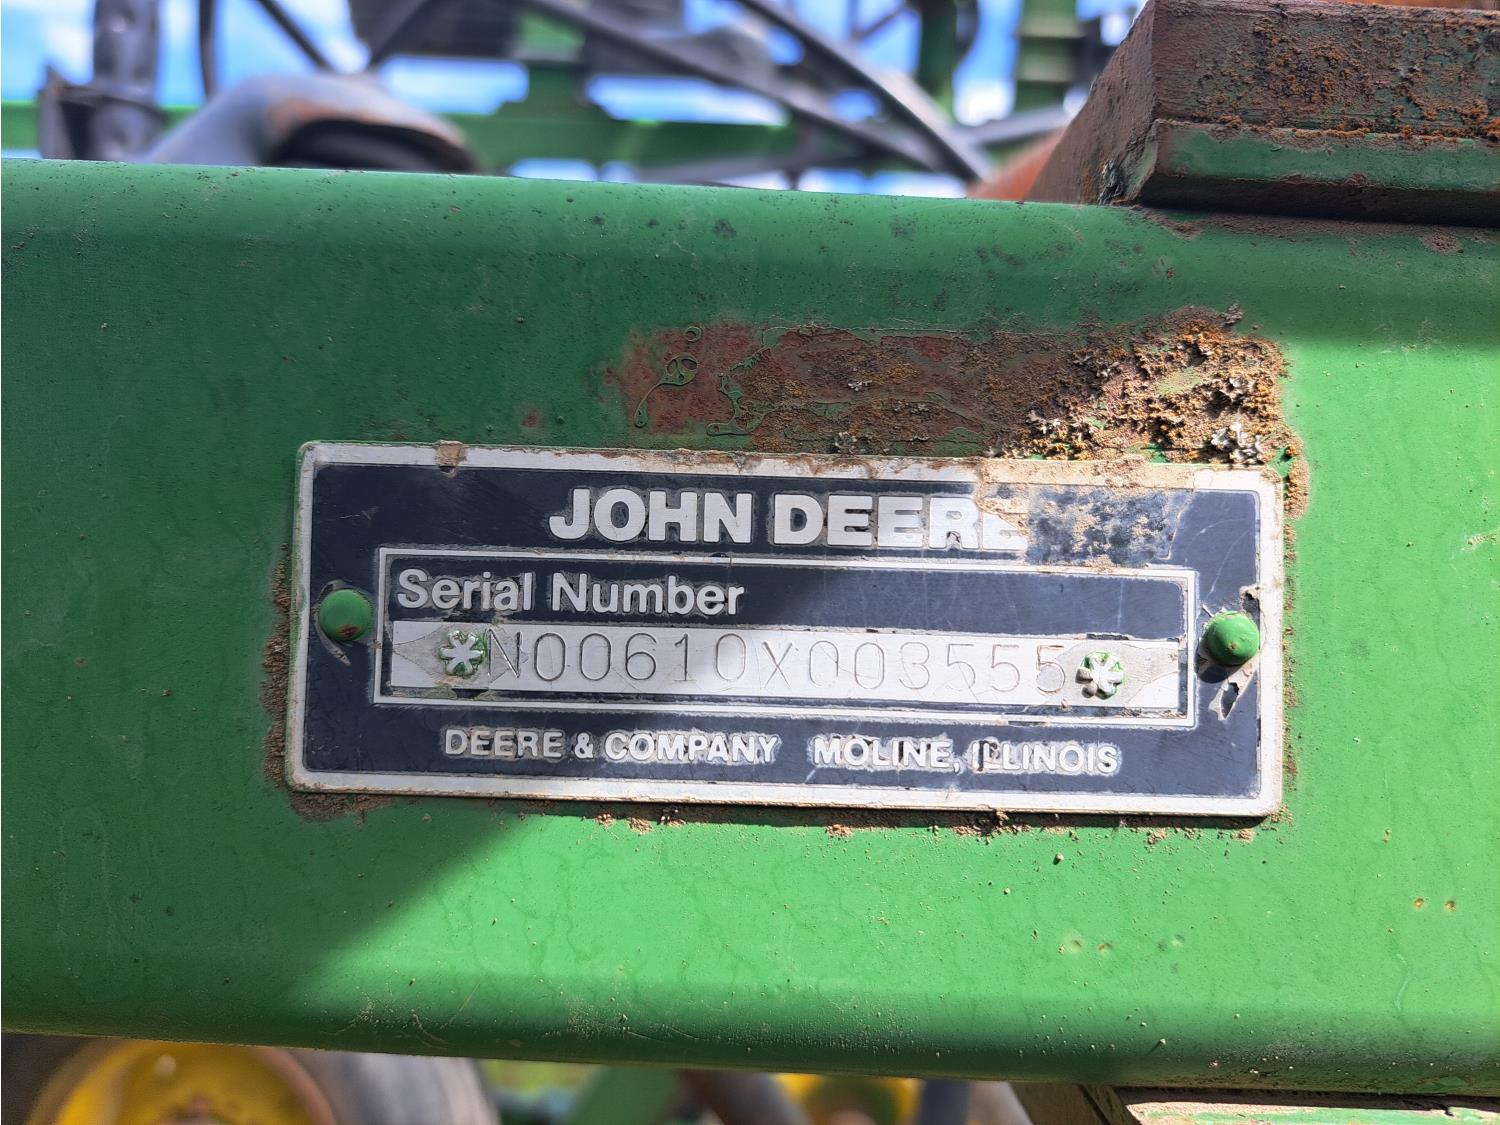 JOHN DEERE
Serial Number
N00610X003555
DEERE & COMPANY MOLINE, ILLINOIS